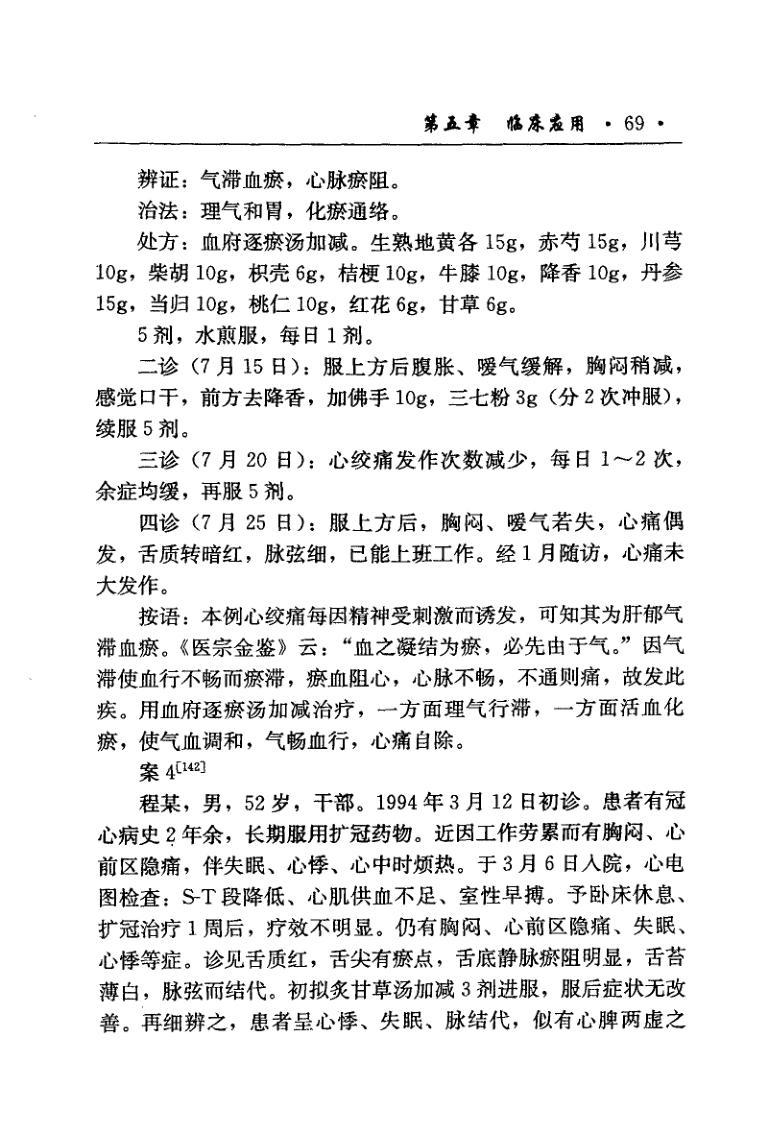 第五章 临床应用 · 69 ·
辨证：气滞血瘀，心脉瘀阻。
治法：理气和胃，化瘀通络。
处方：血府逐瘀汤加减。生熟地黄各 15g，赤芍 15g，川芎
10g，柴胡 10g，枳壳 6g，桔梗 10g，牛膝 10g，降香 10g，丹参
15g，当归 10g，桃仁 10g，红花 6g，甘草 6g。
5 剂，水煎服，每日 1 剂。
二诊（7 月 15 日）：服上方后腹胀、嗳气缓解，胸闷稍减，
感觉口干，前方去降香，加佛手 10g，三七粉 3g（分 2 次冲服），
续服 5 剂。
三诊（7 月 20 日）：心绞痛发作次数减少，每日 1～2 次，
余症均缓，再服 5 剂。
四诊（7 月 25 日）：服上方后，胸闷、嗳气若失，心痛偶
发，舌质转暗红，脉弦细，已能上班工作。经 1 月随访，心痛未
大发作。
按语：本例心绞痛每因精神受刺激而诱发，可知其为肝郁气
滞血瘀。《医宗金鉴》云：“血之凝结为瘀，必先由于气。”因气
滞使血行不畅而瘀滞，瘀血阻心，心脉不畅，不通则痛，故发此
疾。用血府逐瘀汤加减治疗，一方面理气行滞，一方面活血化
瘀，使气血调和，气畅血行，心痛自除。
案 4[142]
程某，男，52 岁，干部。1994 年 3 月 12 日初诊。患者有冠
心病史 2 年余，长期服用扩冠药物。近因工作劳累而有胸闷、心
前区隐痛，伴失眠、心悸、心中时烦热。于 3 月 6 日入院，心电
图检查：S-T 段降低、心肌供血不足、室性早搏。予卧床休息、
扩冠治疗 1 周后，疗效不明显。仍有胸闷、心前区隐痛、失眠、
心悸等症。诊见舌质红，舌尖有瘀点，舌底静脉瘀阻明显，舌苔
薄白，脉弦而结代。初拟炙甘草汤加减 3 剂进服，服后症状无改
善。再细辨之，患者呈心悸、失眠、脉结代，似有心脾两虚之